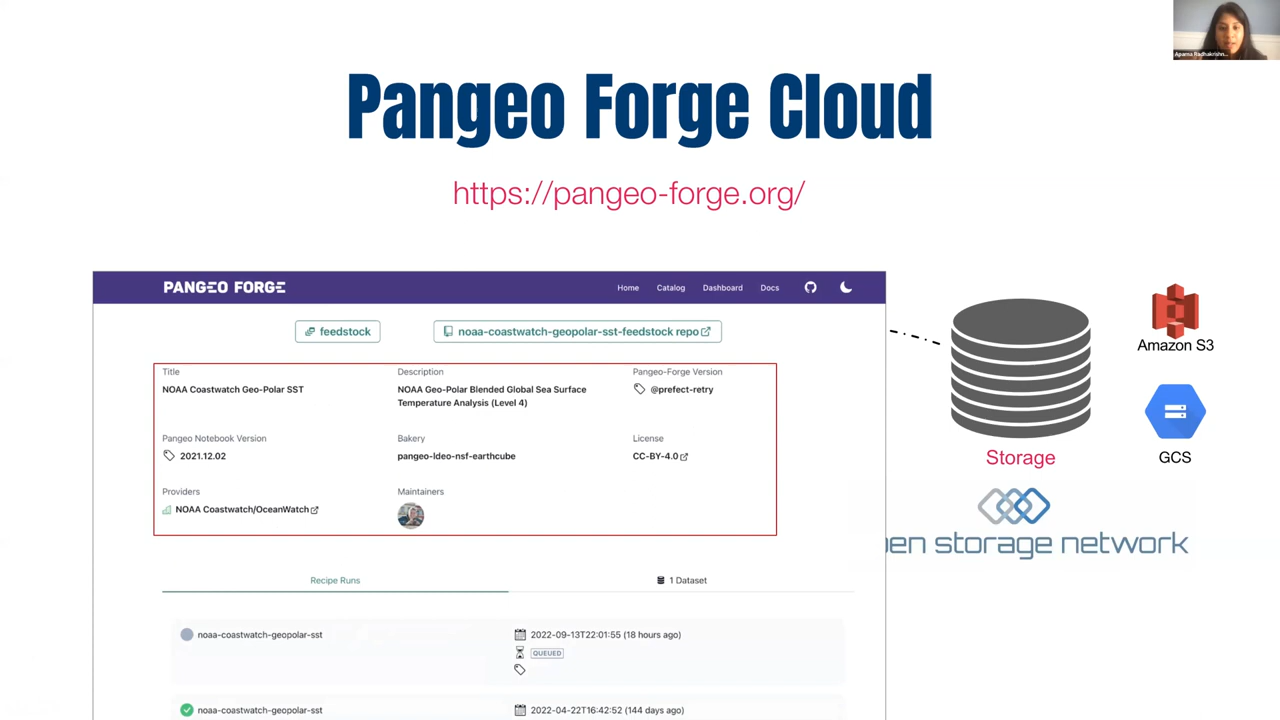 Aparna Radhakrishn...
Pangeo Forge Cloud
https://pangeo-forge.org/
PANGEO FORGE
Home Catalog Dashboard Docs
feedstock
noaa-coastwatch-geopolar-sst-feedstock repo
Title Description Pangeo-Forge Version
NOAA Coastwatch Geo-Polar SST
NOAA Geo-Polar Blended Global Sea Surface
Temperature Analysis (Level 4)
@prefect-retry
Pangeo Notebook Version Bakery License
2021.12.02 pangeo-ldeo-nsf-earthcube CC-BY-4.0
Providers Maintainers
NOAA Coastwatch/OceanWatch
Recipe Runs 1 Dataset
noaa-coastwatch-geopolar-sst 2022-09-13T22:01:55 (18 hours ago)
QUEUED
noaa-coastwatch-geopolar-sst 2022-04-22T16:42:52 (144 days ago)
Amazon S3
Storage
GCS
en storage network